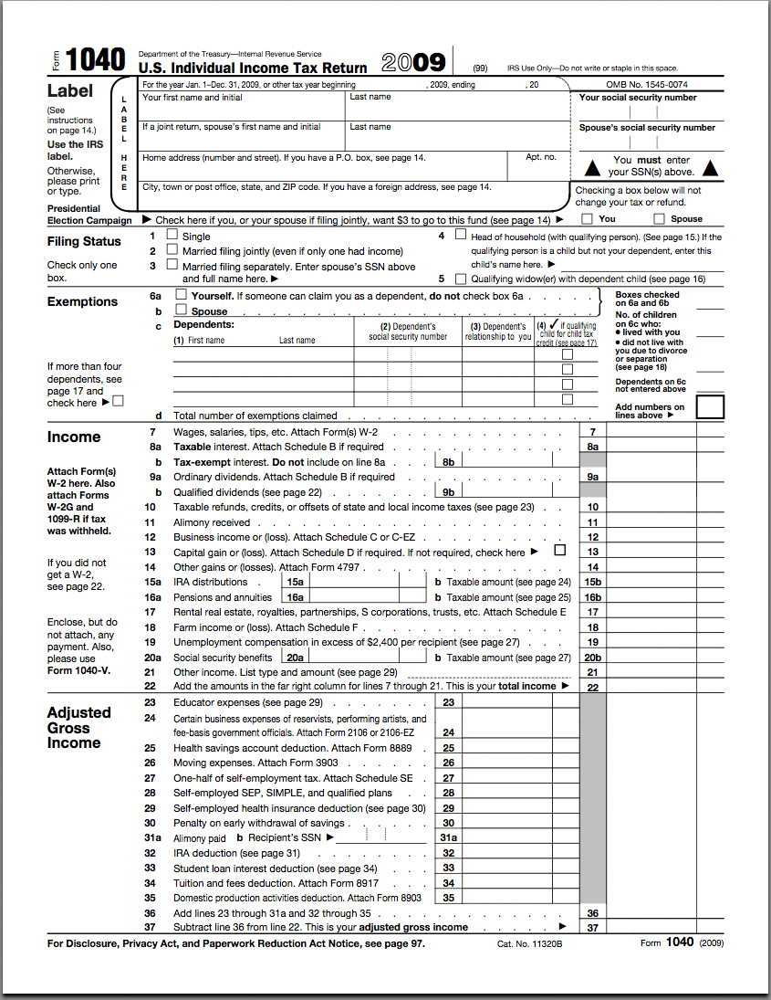 Form 1040 Department of the Treasury—Internal Revenue Service
U.S. Individual Income Tax Return 2009 (99) IRS Use Only—Do not write or staple in this space.
Label
(See
instructions
on page 14.)
Use the IRS
label.
Otherwise,
please print
or type.
Presidential
Election Campaign
L
A
B
E
L
H
E
R
E
For the year Jan. 1–Dec. 31, 2009, or other tax year beginning , 2009, ending , 20
OMB No. 1545-0074
Your first name and initial Last name
Your social security number
If a joint return, spouse's first name and initial Last name
Spouse's social security number
Home address (number and street). If you have a P.O. box, see page 14. Apt. no.
▲ You must enter your SSN(s) above. ▲
City, town or post office, state, and ZIP code. If you have a foreign address, see page 14.
Checking a box below will not
change your tax or refund.
▶ Check here if you, or your spouse if filing jointly, want $3 to go to this fund (see page 14) ▶ You Spouse
Filing Status
Check only one
box.
1 Single
2 Married filing jointly (even if only one had income)
3 Married filing separately. Enter spouse's SSN above
and full name here. ▶
4 Head of household (with qualifying person). (See page 15.) If the
qualifying person is a child but not your dependent, enter this
child's name here. ▶
5 Qualifying widow(er) with dependent child (see page 16)
Exemptions
If more than four
dependents, see
page 17 and
check here ▶
6a Yourself. If someone can claim you as a dependent, do not check box 6a . . . . .
b Spouse . . . . . . . . . . . . . . . . . . . . . . . .
c Dependents:
(1) First name Last name
(2) Dependent's
social security number
(3) Dependent's
relationship to you
(4) ✓ if qualifying
child for child tax
credit (see page 17)
d Total number of exemptions claimed . . . . . . . . . . . . . . . . .
Boxes checked
on 6a and 6b
No. of children
on 6c who:
• lived with you
• did not live with
you due to divorce
or separation
(see page 18)
Dependents on 6c
not entered above
Add numbers on
lines above ▶
Income
Attach Form(s)
W-2 here. Also
attach Forms
W-2G and
1099-R if tax
was withheld.
If you did not
get a W-2,
see page 22.
Enclose, but do
not attach, any
payment. Also,
please use
Form 1040-V.
7 Wages, salaries, tips, etc. Attach Form(s) W-2 . . . . . . . . . . . . 7
8a Taxable interest. Attach Schedule B if required . . . . . . . . . . . . 8a
b Tax-exempt interest. Do not include on line 8a . . . 8b
9a Ordinary dividends. Attach Schedule B if required . . . . . . . . . . . 9a
b Qualified dividends (see page 22) . . . . . . . 9b
10 Taxable refunds, credits, or offsets of state and local income taxes (see page 23) . . 10
11 Alimony received . . . . . . . . . . . . . . . . . . . . . 11
12 Business income or (loss). Attach Schedule C or C-EZ . . . . . . . . . . 12
13 Capital gain or (loss). Attach Schedule D if required. If not required, check here ▶ 13
14 Other gains or (losses). Attach Form 4797 . . . . . . . . . . . . . . 14
15a IRA distributions . 15a b Taxable amount (see page 24) 15b
16a Pensions and annuities 16a b Taxable amount (see page 25) 16b
17 Rental real estate, royalties, partnerships, S corporations, trusts, etc. Attach Schedule E 17
18 Farm income or (loss). Attach Schedule F . . . . . . . . . . . . . . 18
19 Unemployment compensation in excess of $2,400 per recipient (see page 27) . . . 19
20a Social security benefits 20a b Taxable amount (see page 27) 20b
21 Other income. List type and amount (see page 29) 21
22 Add the amounts in the far right column for lines 7 through 21. This is your total income ▶ 22
Adjusted
Gross
Income
23 Educator expenses (see page 29) . . . . . . . 23
24 Certain business expenses of reservists, performing artists, and
fee-basis government officials. Attach Form 2106 or 2106-EZ 24
25 Health savings account deduction. Attach Form 8889 . 25
26 Moving expenses. Attach Form 3903 . . . . . . 26
27 One-half of self-employment tax. Attach Schedule SE . 27
28 Self-employed SEP, SIMPLE, and qualified plans . . 28
29 Self-employed health insurance deduction (see page 30) 29
30 Penalty on early withdrawal of savings . . . . . . 30
31a Alimony paid b Recipient's SSN ▶ 31a
32 IRA deduction (see page 31) . . . . . . . . 32
33 Student loan interest deduction (see page 34) . . . 33
34 Tuition and fees deduction. Attach Form 8917 . . . 34
35 Domestic production activities deduction. Attach Form 8903 35
36 Add lines 23 through 31a and 32 through 35 . . . . . . . . . . . . . 36
37 Subtract line 36 from line 22. This is your adjusted gross income . . . . . ▶ 37
For Disclosure, Privacy Act, and Paperwork Reduction Act Notice, see page 97. Cat. No. 11320B Form 1040 (2009)